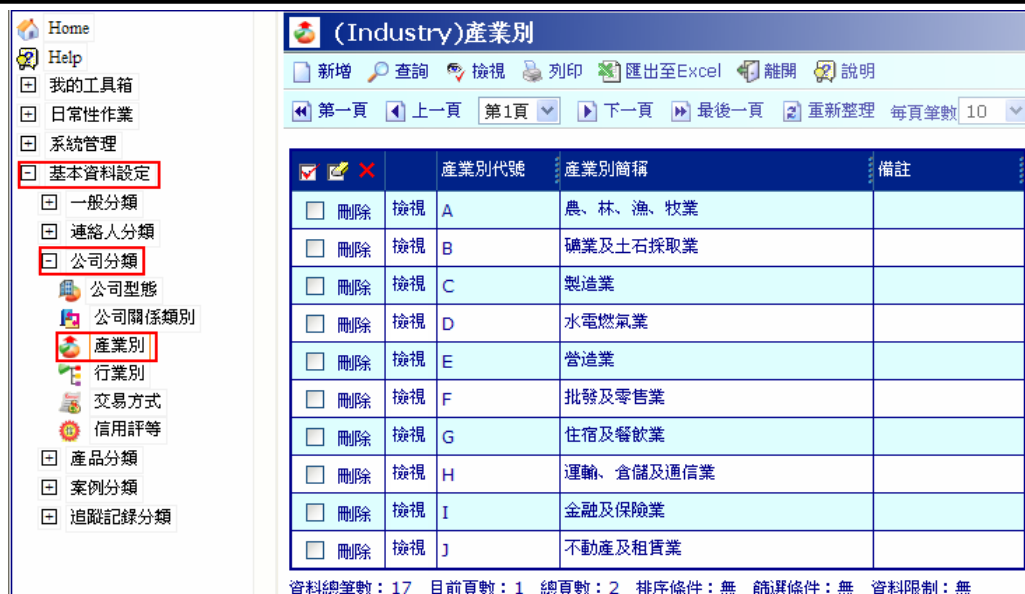 Home
Help
我的工具箱
日常性作業
系統管理
基本資料設定
一般分類
連絡人分類
公司分類
公司型態
公司關係類別
產業別
行業別
交易方式
信用評等
產品分類
案例分類
追蹤記錄分類
(Industry)產業別
新增 查詢 檢視 列印 匯出至Excel 離開 說明
第一頁 上一頁 第1頁 下一頁 最後一頁 重新整理 每頁筆數 10
產業別代號 產業別簡稱 備註
刪除 檢視 A 農、林、漁、牧業
刪除 檢視 B 礦業及土石採取業
刪除 檢視 C 製造業
刪除 檢視 D 水電燃氣業
刪除 檢視 E 營造業
刪除 檢視 F 批發及零售業
刪除 檢視 G 住宿及餐飲業
刪除 檢視 H 運輸、倉儲及通信業
刪除 檢視 I 金融及保險業
刪除 檢視 J 不動產及租賃業
資料總筆數：17 目前頁數：1 總頁數：2 排序條件：無 篩選條件：無 資料限制：無